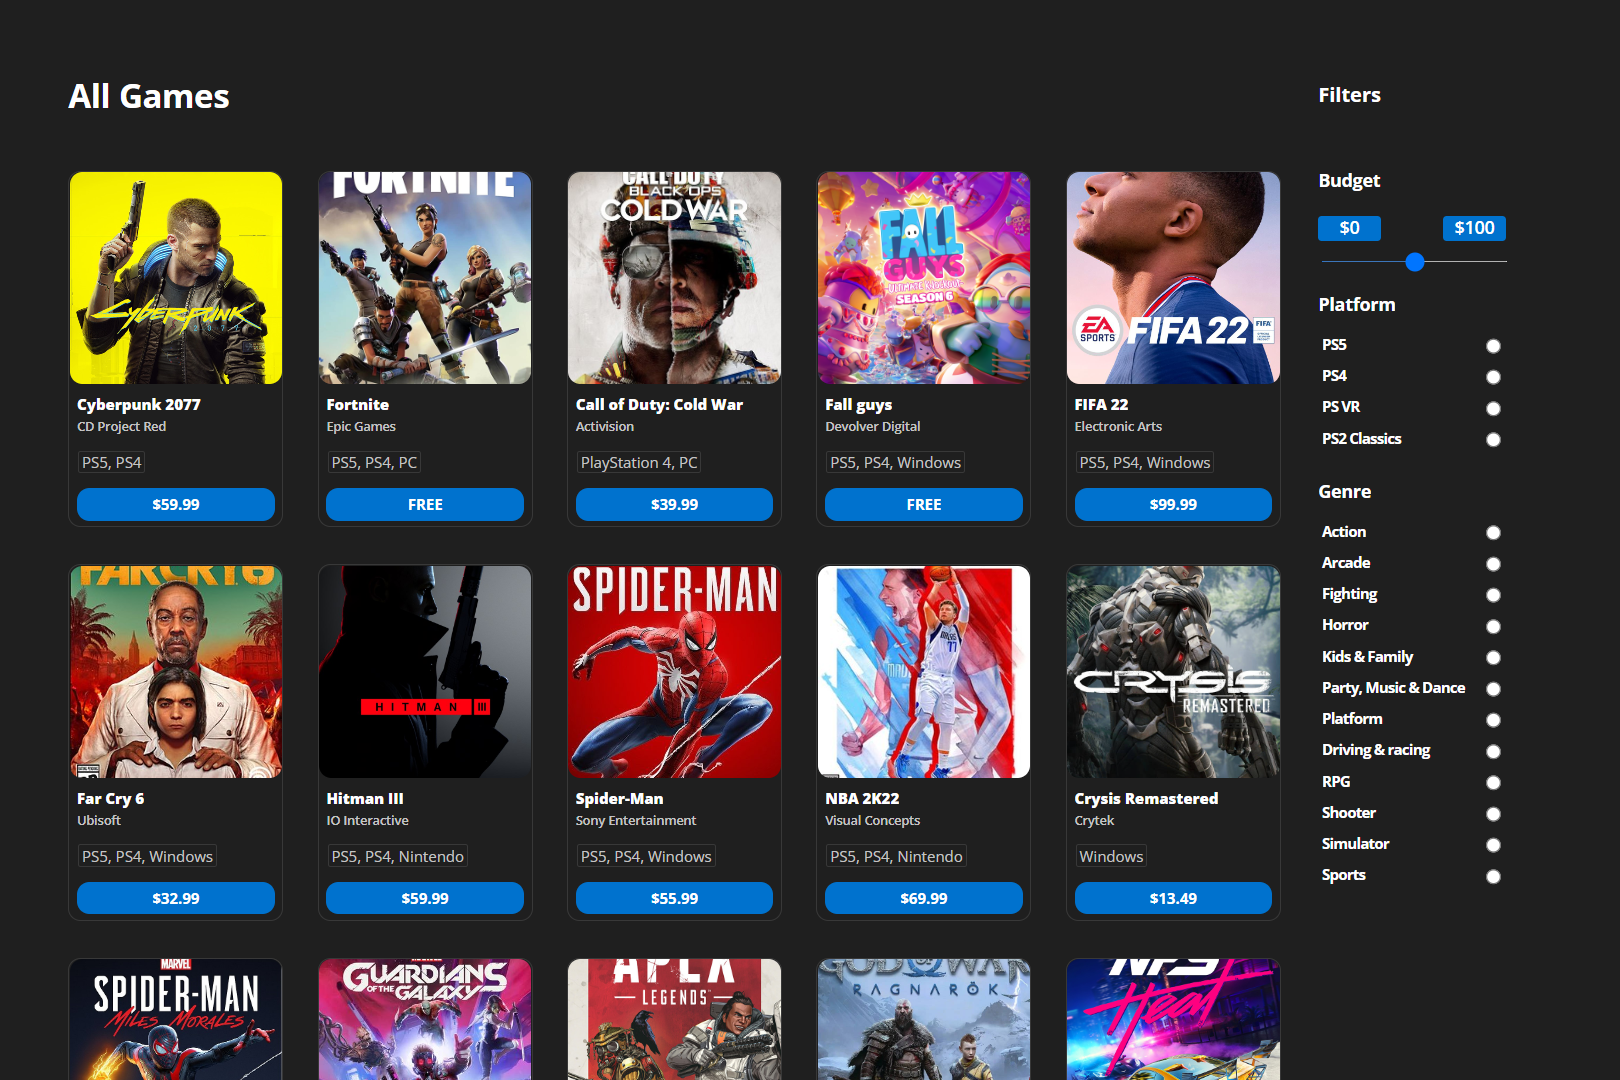 All Games
Filters
FORTNITE
CALL OF DUTY
BLACK OPS
COLD WAR
FALL
GUYS
ULTIMATE KNOCKOUT
SEASON 6
CYBERPUNK
2077
EA
SPORTS
FIFA 22
FIFA
Cyberpunk 2077
CD Project Red
PS5, PS4
$59.99
Fortnite
Epic Games
PS5, PS4, PC
FREE
Call of Duty: Cold War
Activision
PlayStation 4, PC
$39.99
Fall guys
Devolver Digital
PS5, PS4, Windows
FREE
FIFA 22
Electronic Arts
PS5, PS4, Windows
$99.99
FARCRY6
HITMAN III
SPIDER-MAN
MAVS
77
CRYSIS
REMASTERED
Far Cry 6
Ubisoft
PS5, PS4, Windows
$32.99
Hitman III
IO Interactive
PS5, PS4, Nintendo
$59.99
Spider-Man
Sony Entertainment
PS5, PS4, Windows
$55.99
NBA 2K22
Visual Concepts
PS5, PS4, Nintendo
$69.99
Crysis Remastered
Crytek
Windows
$13.49
MARVEL
SPIDER-MAN
MILES MORALES
GUARDIANS
OF THE
GALAXY
APEX
LEGENDS
GOD OF WAR
RAGNARÖK
NFS
Heat
Budget
$0
$100
Platform
PS5
PS4
PS VR
PS2 Classics
Genre
Action
Arcade
Fighting
Horror
Kids & Family
Party, Music & Dance
Platform
Driving & racing
RPG
Shooter
Simulator
Sports